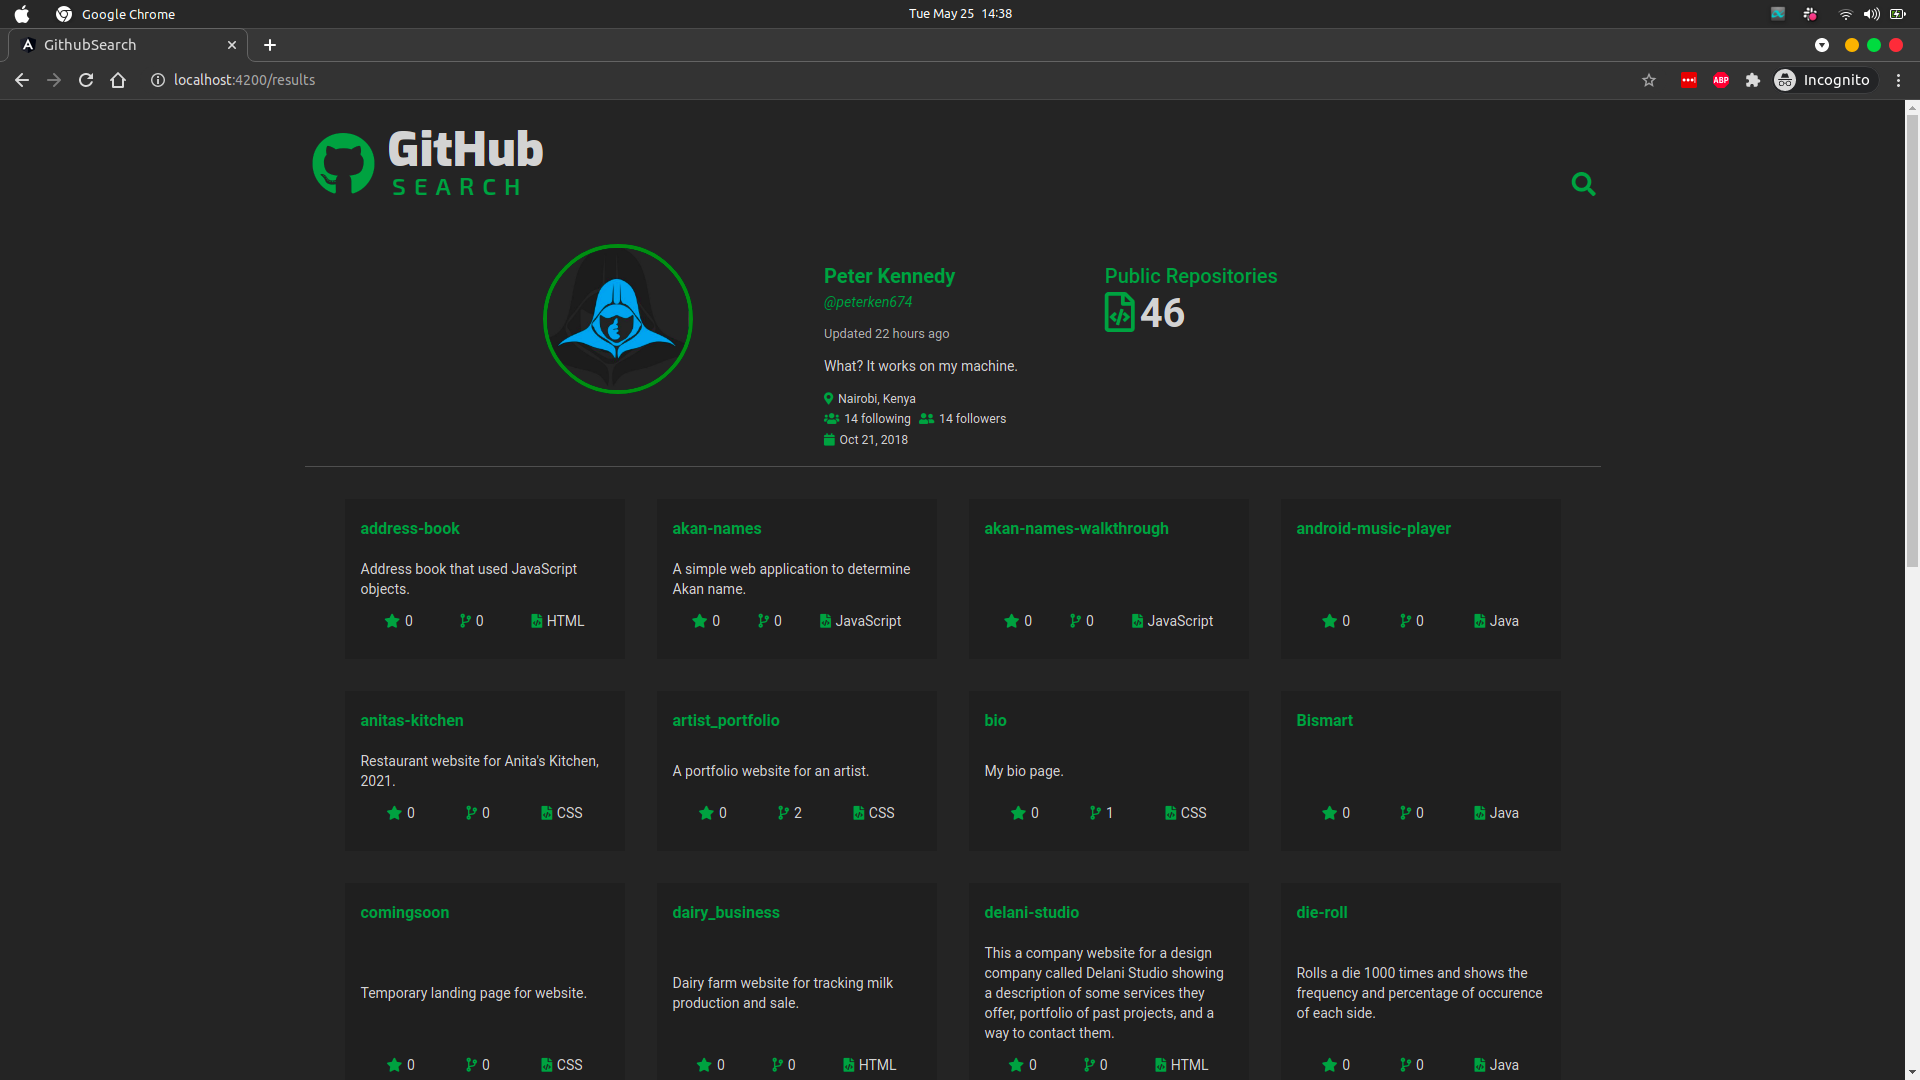 Google Chrome
Tue May 25 14:38
GithubSearch
localhost:4200/results
ABP
Incognito
GitHub
SEARCH
Peter Kennedy
@peterken674
Updated 22 hours ago
What? It works on my machine.
Nairobi, Kenya
14 following 14 followers
Oct 21, 2018
Public Repositories
46
address-book
Address book that used JavaScript
objects.
0 0 HTML
akan-names
A simple web application to determine
Akan name.
0 0 JavaScript
akan-names-walkthrough
0 0 JavaScript
android-music-player
0 0 Java
anitas-kitchen
Restaurant website for Anita's Kitchen,
2021.
0 0 CSS
artist_portfolio
A portfolio website for an artist.
0 2 CSS
bio
My bio page.
0 1 CSS
Bismart
0 0 Java
comingsoon
Temporary landing page for website.
0 0 CSS
dairy_business
Dairy farm website for tracking milk
production and sale.
0 0 HTML
delani-studio
This a company website for a design
company called Delani Studio showing
a description of some services they
offer, portfolio of past projects, and a
way to contact them.
0 0 HTML
die-roll
Rolls a die 1000 times and shows the
frequency and percentage of occurence
of each side.
0 0 Java